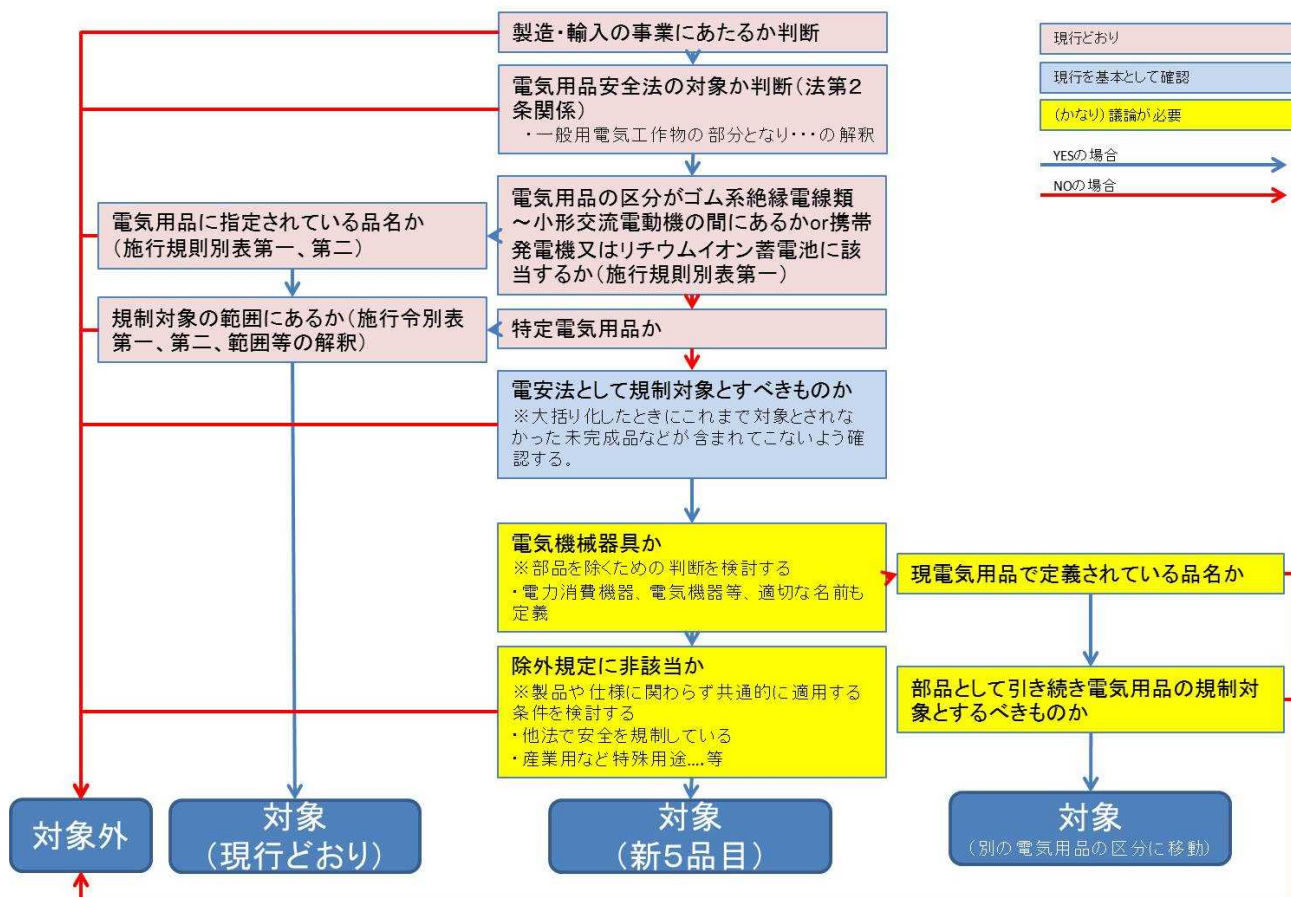 製造・輸入の事業にあたるか判断
電気用品安全法の対象か判断(法第2
条関係)
・一般用電気工作物の部分となり・・・の解釈
電気用品の区分がゴム系絶縁電線類
～小形交流電動機の間にあるかor携帯
発電機又はリチウムイオン蓄電池に該
当するか(施行規則別表第一)
電気用品に指定されている品名か
(施行規則別表第一、第二)
規制対象の範囲にあるか(施行令別表
第一、第二、範囲等の解釈)
特定電気用品か
電安法として規制対象とすべきものか
※大括り化したときにこれまで対象とされな
かった未完成品などが含まれてこないよう確
認する。
電気機械器具か
※部品を除くための判断を検討する
・電力消費機器、電気機器等、適切な名前も
定義
現電気用品で定義されている品名か
除外規定に非該当か
※製品や仕様に関わらず共通的に適用する
条件を検討する
・他法で安全を規制している
・産業用など特殊用途....等
部品として引き続き電気用品の規制対
象とするべきものか
対象外
対象
(現行どおり)
対象
(新5品目)
対象
(別の電気用品の区分に移動)
現行どおり
現行を基本として確認
(かなり)議論が必要
YESの場合
NOの場合